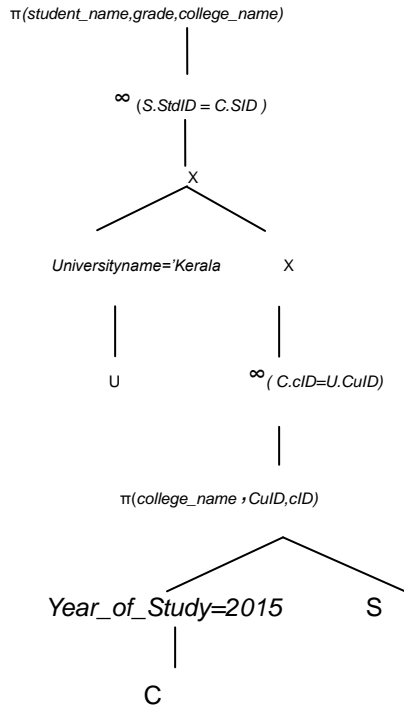 π(student_name,grade,college_name)
∞ (S.StdID = C.SID )
X
Universityname='Kerala
X
U
∞ ( C.cID=U.CuID)
π(college_name , CuID,cID)
Year_of_Study=2015
S
C